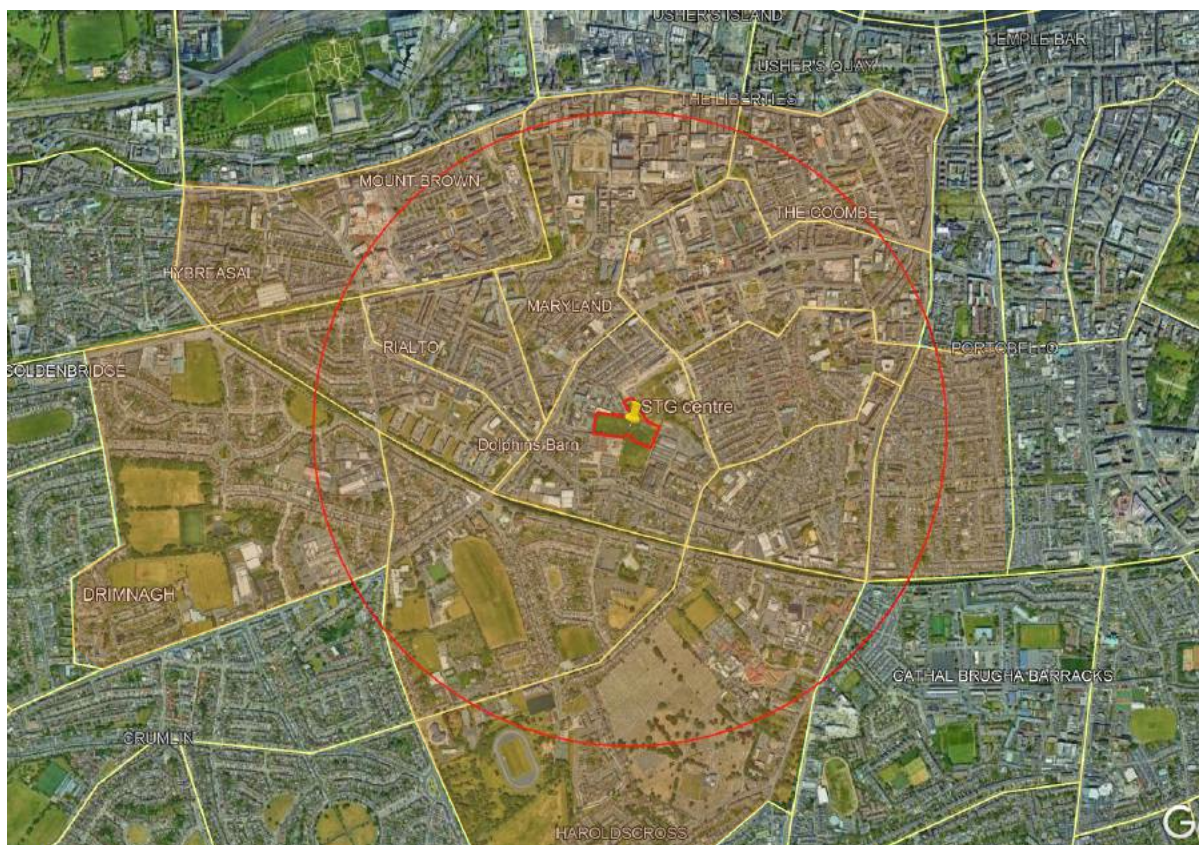 USHER'S ISLAND
TEMPLE BAR
USHER'S QUAY
THE LIBERTIES
MOUNT BROWN
THE COOMBE
HYBREASAL
MARYLAND
RIALTO
PORTOBELLO
GOLDENBRIDGE
STG centre
Dolphins Barn
DRIMNAGH
CATHAL BRUGHA BARRACKS
CRUMLIN
HAROLDSCROSS
G